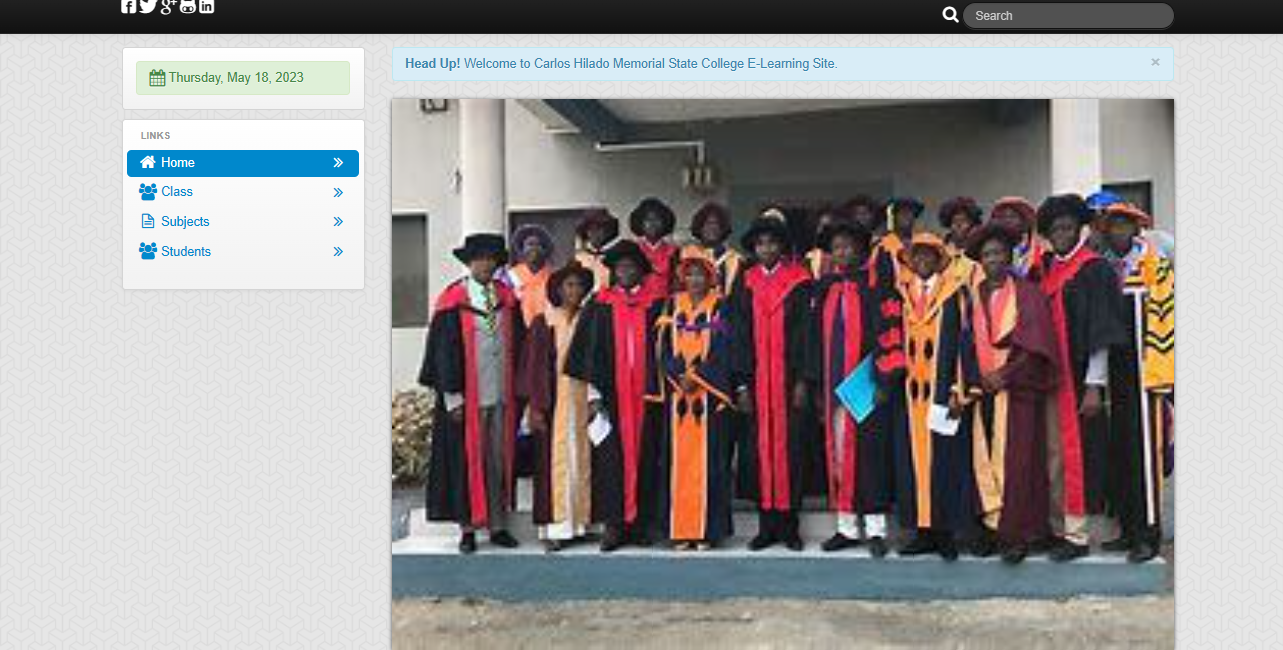 Search
Thursday, May 18, 2023
Head Up! Welcome to Carlos Hilado Memorial State College E-Learning Site. ×
LINKS
Home
Class
Subjects
Students